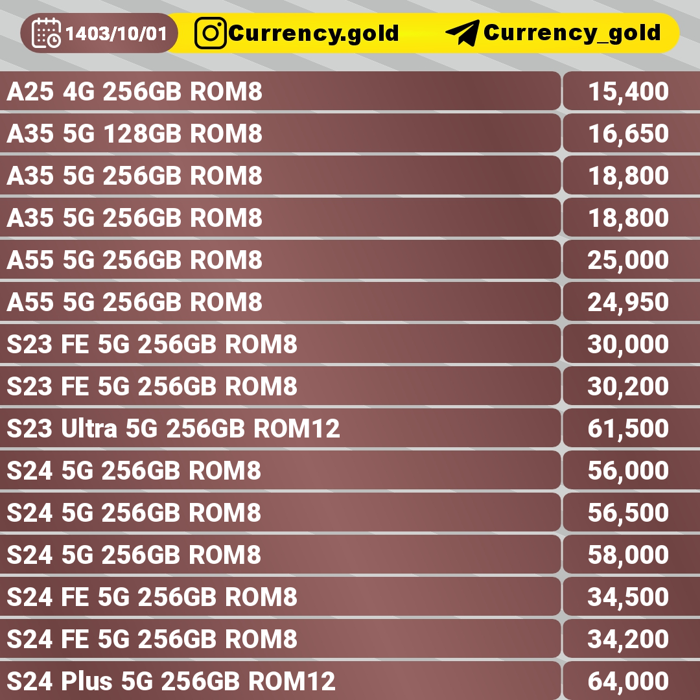 1403/10/01 Currency.gold Currency_gold
A25 4G 256GB ROM8 15,400
A35 5G 128GB ROM8 16,650
A35 5G 256GB ROM8 18,800
A35 5G 256GB ROM8 18,800
A55 5G 256GB ROM8 25,000
A55 5G 256GB ROM8 24,950
S23 FE 5G 256GB ROM8 30,000
S23 FE 5G 256GB ROM8 30,200
S23 Ultra 5G 256GB ROM12 61,500
S24 5G 256GB ROM8 56,000
S24 5G 256GB ROM8 56,500
S24 5G 256GB ROM8 58,000
S24 FE 5G 256GB ROM8 34,500
S24 FE 5G 256GB ROM8 34,200
S24 Plus 5G 256GB ROM12 64,000